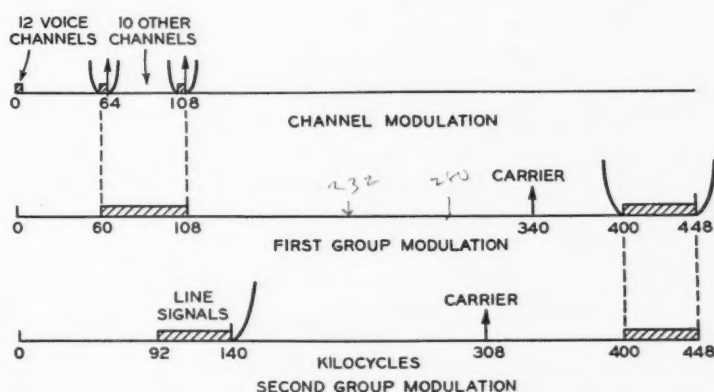 12 VOICE CHANNELS
10 OTHER CHANNELS
0 64 108
CHANNEL MODULATION
232 280 CARRIER
0 60 108 340 400 448
FIRST GROUP MODULATION
LINE SIGNALS
CARRIER
0 92 140 308 400 448
KILOCYCLES
SECOND GROUP MODULATION